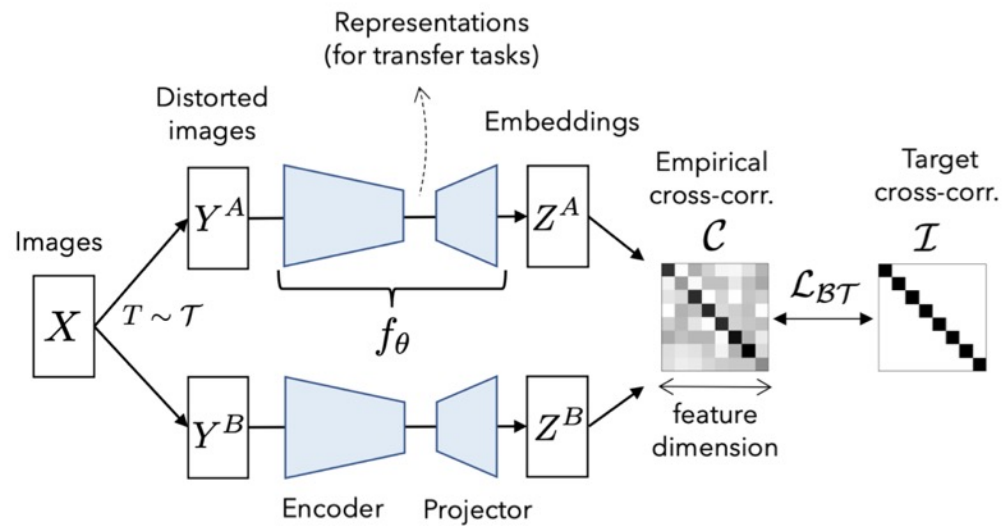 Representations
(for transfer tasks)
Distorted
images
Embeddings
Empirical
cross-corr.
Target
cross-corr.
Images
Y^A
Z^A
𝒞
ℐ
X
T ∼ 𝒯
f_θ
ℒ_ℬ𝒯
Y^B
Z^B
feature
dimension
Encoder
Projector